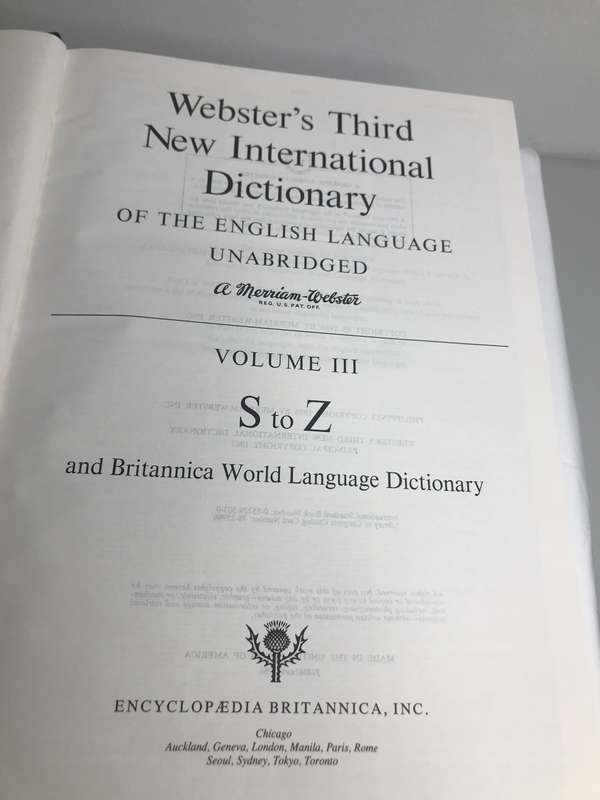 Webster's Third
New International
Dictionary
OF THE ENGLISH LANGUAGE
UNABRIDGED
A Merriam-Webster
REG. U.S. PAT. OFF.
VOLUME III
S to Z
and Britannica World Language Dictionary
ENCYCLOPÆDIA BRITANNICA, INC.
Chicago
Auckland, Geneva, London, Manila, Paris, Rome
Seoul, Sydney, Tokyo, Toronto